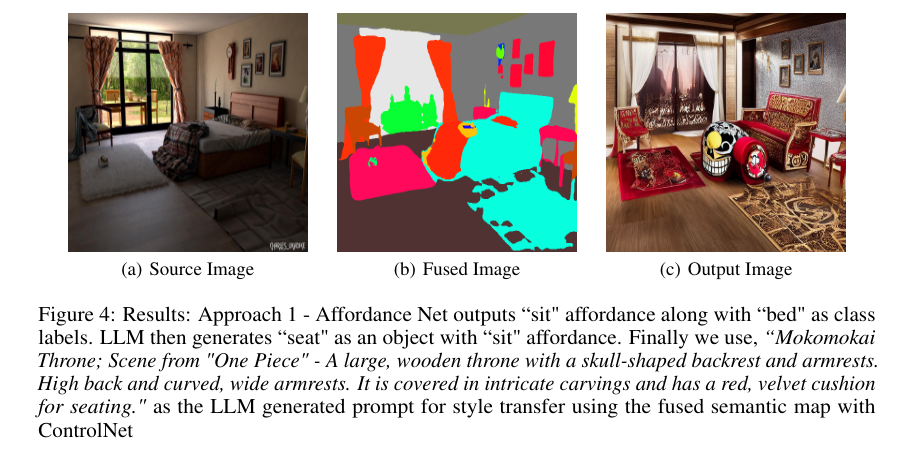 (a) Source Image
(b) Fused Image
(c) Output Image
Figure 4: Results: Approach 1 - Affordance Net outputs “sit" affordance along with “bed" as class
labels. LLM then generates “seat" as an object with “sit" affordance. Finally we use, “Mokomokai
Throne; Scene from "One Piece" - A large, wooden throne with a skull-shaped backrest and armrests.
High back and curved, wide armrests. It is covered in intricate carvings and has a red, velvet cushion
for seating." as the LLM generated prompt for style transfer using the fused semantic map with
ControlNet